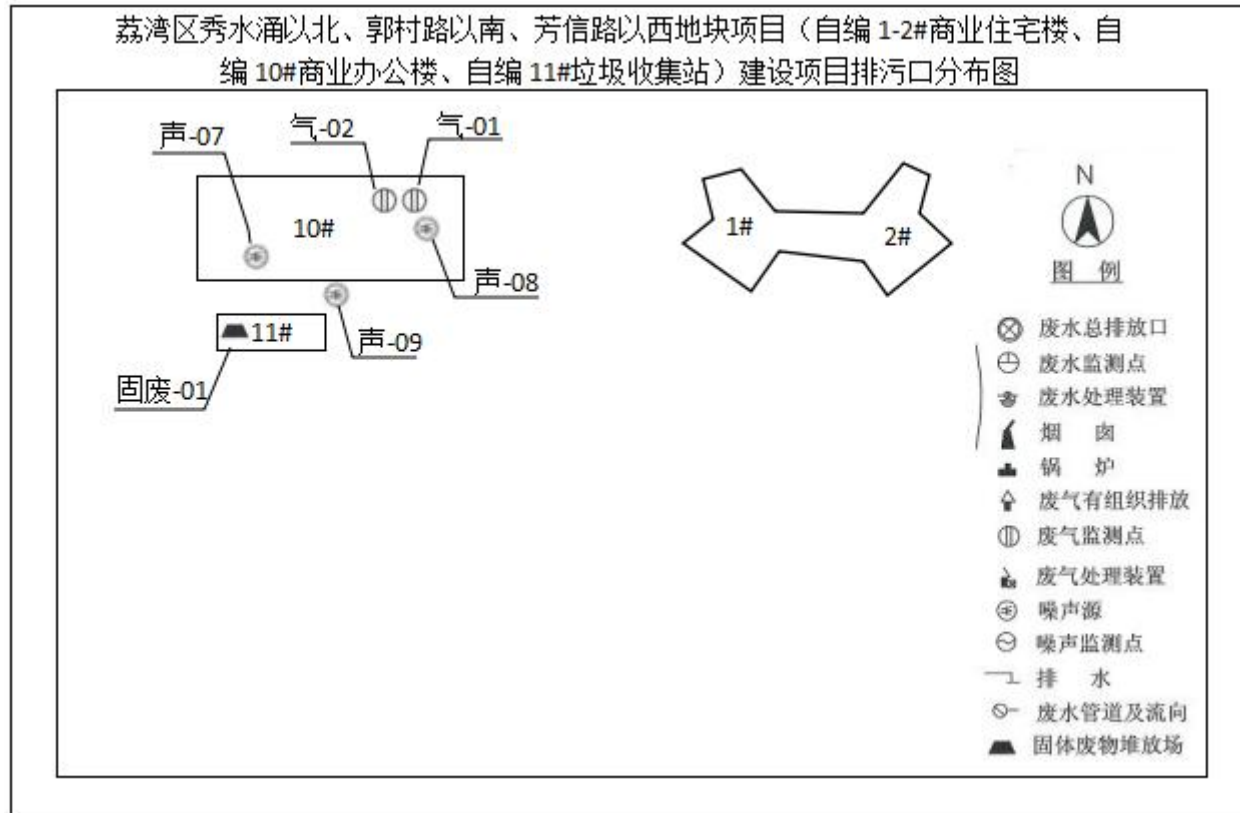 荔湾区秀水涌以北、郭村路以南、芳信路以西地块项目（自编 1-2#商业住宅楼、自
编 10#商业办公楼、自编 11#垃圾收集站）建设项目排污口分布图
声-07
气-02
气-01
10#
声-08
声-09
11#
固废-01
1#
2#
N
图 例
废水总排放口
废水监测点
废水处理装置
烟 囱
锅 炉
废气有组织排放
废气监测点
废气处理装置
噪声源
噪声监测点
排 水
废水管道及流向
固体废物堆放场